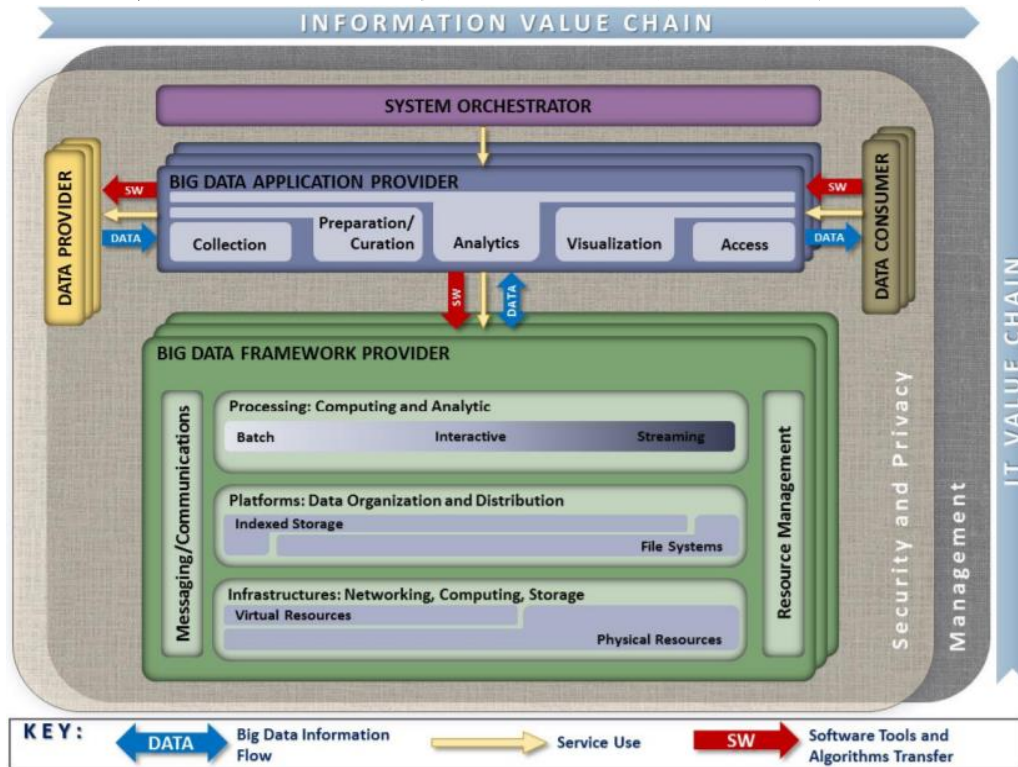 INFORMATION VALUE CHAIN
SYSTEM ORCHESTRATOR
DATA PROVIDER
SW
DATA
BIG DATA APPLICATION PROVIDER
Collection
Preparation/
Curation
Analytics
Visualization
Access
SW
DATA
DATA CONSUMER
SW
DATA
BIG DATA FRAMEWORK PROVIDER
Messaging/Communications
Processing: Computing and Analytic
Batch
Interactive
Streaming
Platforms: Data Organization and Distribution
Indexed Storage
File Systems
Infrastructures: Networking, Computing, Storage
Virtual Resources
Physical Resources
Resource Management
Security and Privacy
Management
IT VALUE CHAIN
KEY:
DATA
Big Data Information
Flow
Service Use
SW
Software Tools and
Algorithms Transfer